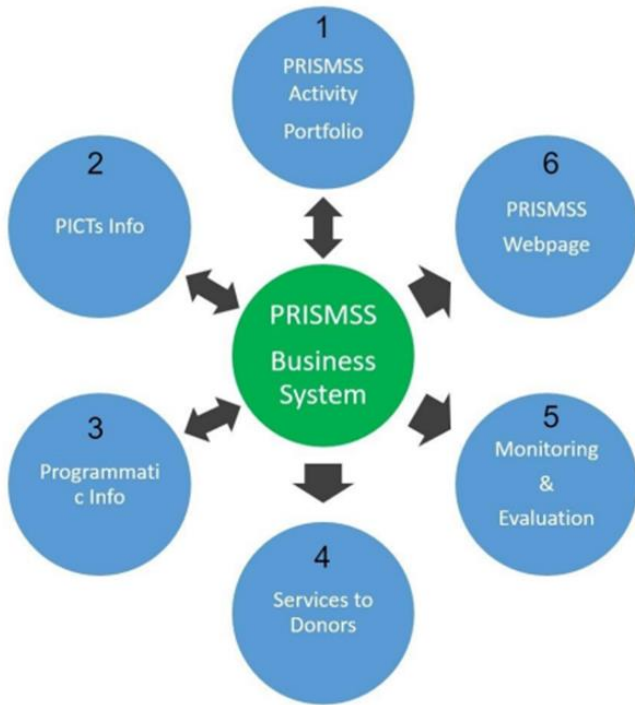 1
PRISMSS
Activity
Portfolio
2
PICTs Info
6
PRISMSS
Webpage
PRISMSS
Business
System
3
Programmati
c Info
5
Monitoring
&
Evaluation
4
Services to
Donors